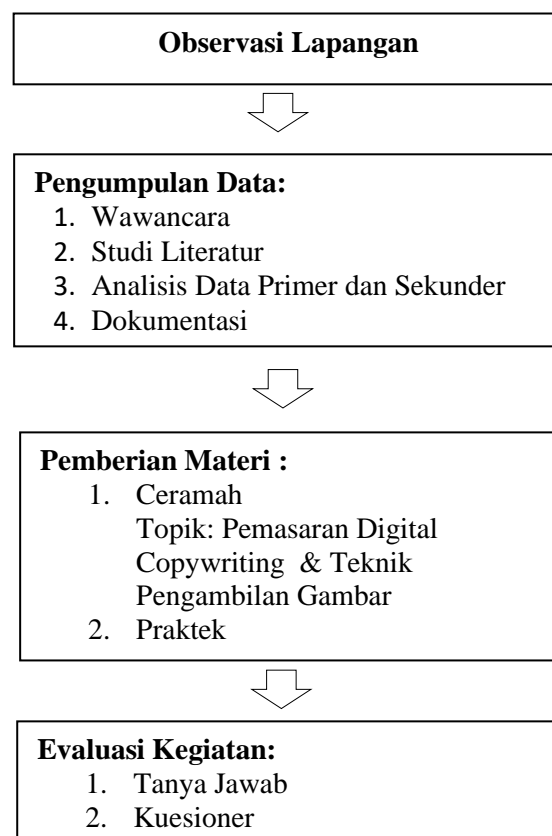 Observasi Lapangan
Pengumpulan Data:
1. Wawancara
2. Studi Literatur
3. Analisis Data Primer dan Sekunder
4. Dokumentasi
Pemberian Materi :
1. Ceramah
Topik: Pemasaran Digital
Copywriting & Teknik
Pengambilan Gambar
2. Praktek
Evaluasi Kegiatan:
1. Tanya Jawab
2. Kuesioner